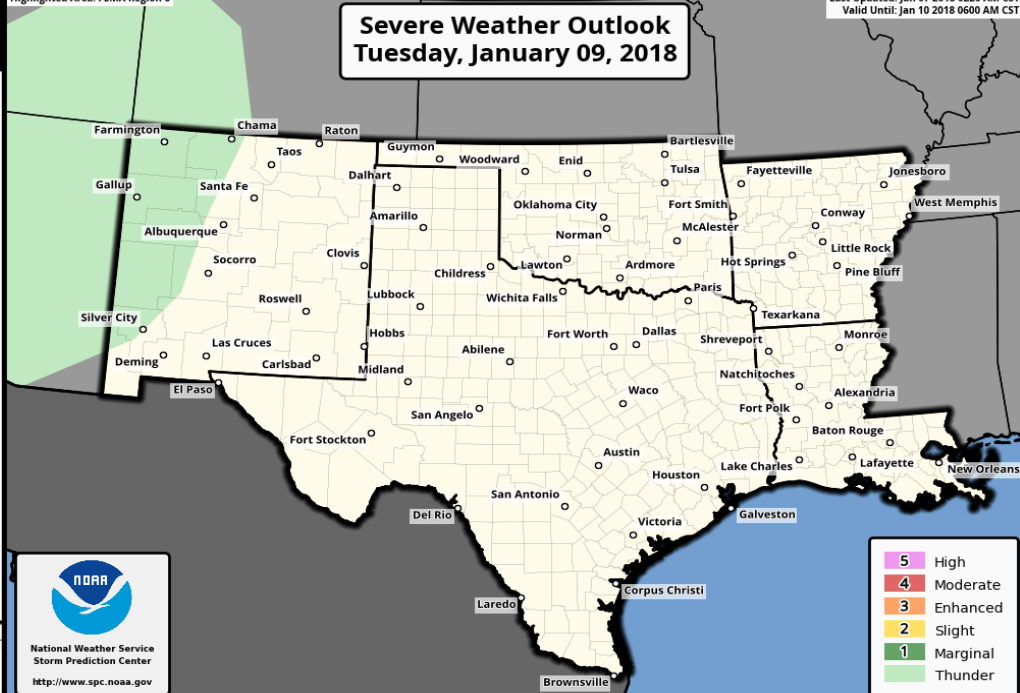 Severe Weather Outlook
Tuesday, January 09, 2018
Valid Until: Jan 10 2018 0600 AM CST
Farmington
Chama
Raton
Taos
Gallup
Santa Fe
Albuquerque
Socorro
Clovis
Roswell
Silver City
Las Cruces
Deming
Carlsbad
Hobbs
El Paso
Guymon
Woodward
Enid
Bartlesville
Tulsa
Oklahoma City
Norman
Fort Smith
McAlester
Lawton
Ardmore
Fayetteville
Jonesboro
West Memphis
Conway
Little Rock
Hot Springs
Pine Bluff
Texarkana
Dalhart
Amarillo
Childress
Lubbock
Wichita Falls
Paris
Fort Worth
Dallas
Abilene
Midland
Waco
San Angelo
Fort Stockton
Austin
Houston
San Antonio
Del Rio
Galveston
Victoria
Corpus Christi
Laredo
Brownsville
Shreveport
Monroe
Natchitoches
Alexandria
Fort Polk
Baton Rouge
Lake Charles
Lafayette
New Orleans
NOAA
National Weather Service
Storm Prediction Center
http://www.spc.noaa.gov
5 High
4 Moderate
3 Enhanced
2 Slight
1 Marginal
Thunder